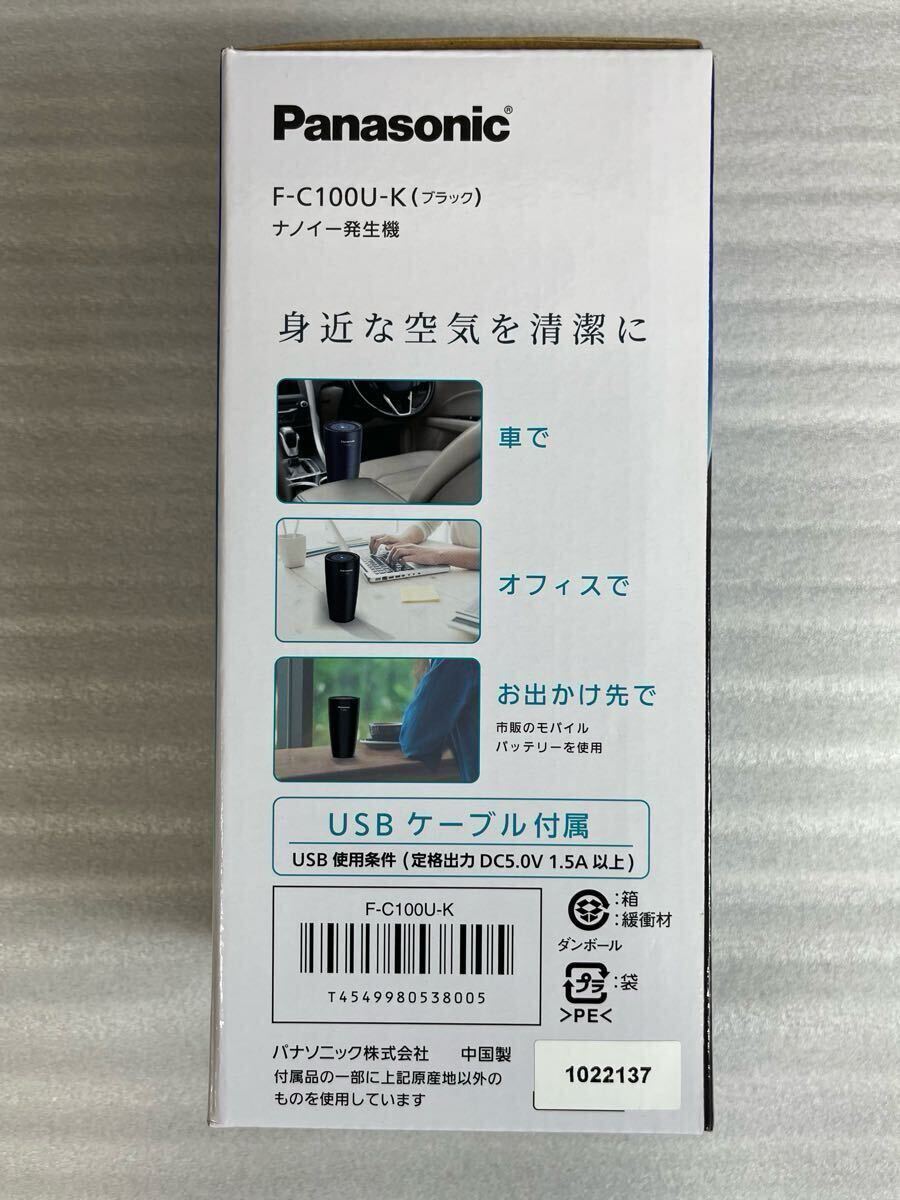 Panasonic®
F-C100U-K(ブラック)
ナノイー発生機
身近な空気を清潔に
車で
オフィスで
お出かけ先で
市販のモバイル
バッテリーを使用
USB ケーブル付属
USB 使用条件 (定格出力 DC5.0V 1.5A 以上)
F-C100U-K
T4549980538005
:箱
:緩衝材
ダンボール
プラ :袋
>PE<
パナソニック株式会社 中国製
付属品の一部に上記原産地以外の
ものを使用しています
1022137
Panasonic
Panasonic
Panasonic